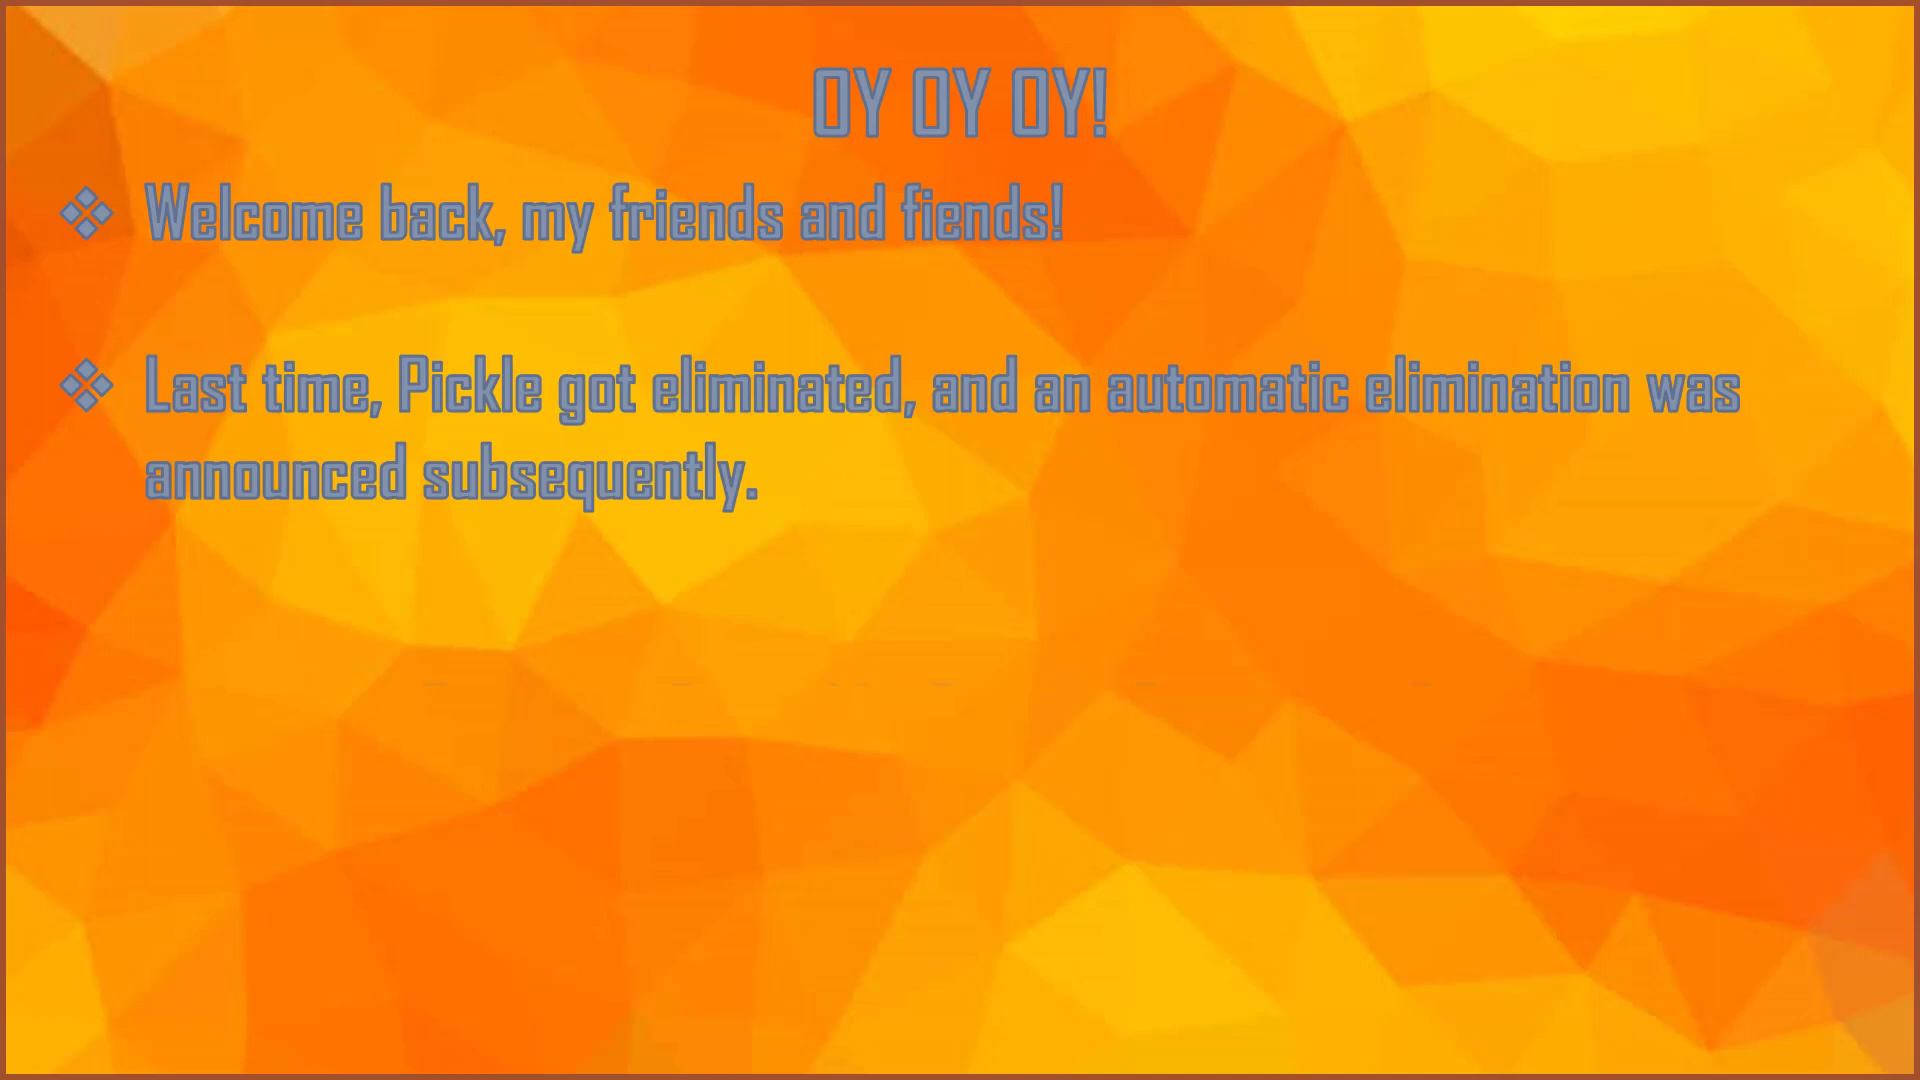 OY OY OY!
❖ Welcome back, my friends and fiends!
❖ Last time, Pickle got eliminated, and an automatic elimination was
announced subsequently.